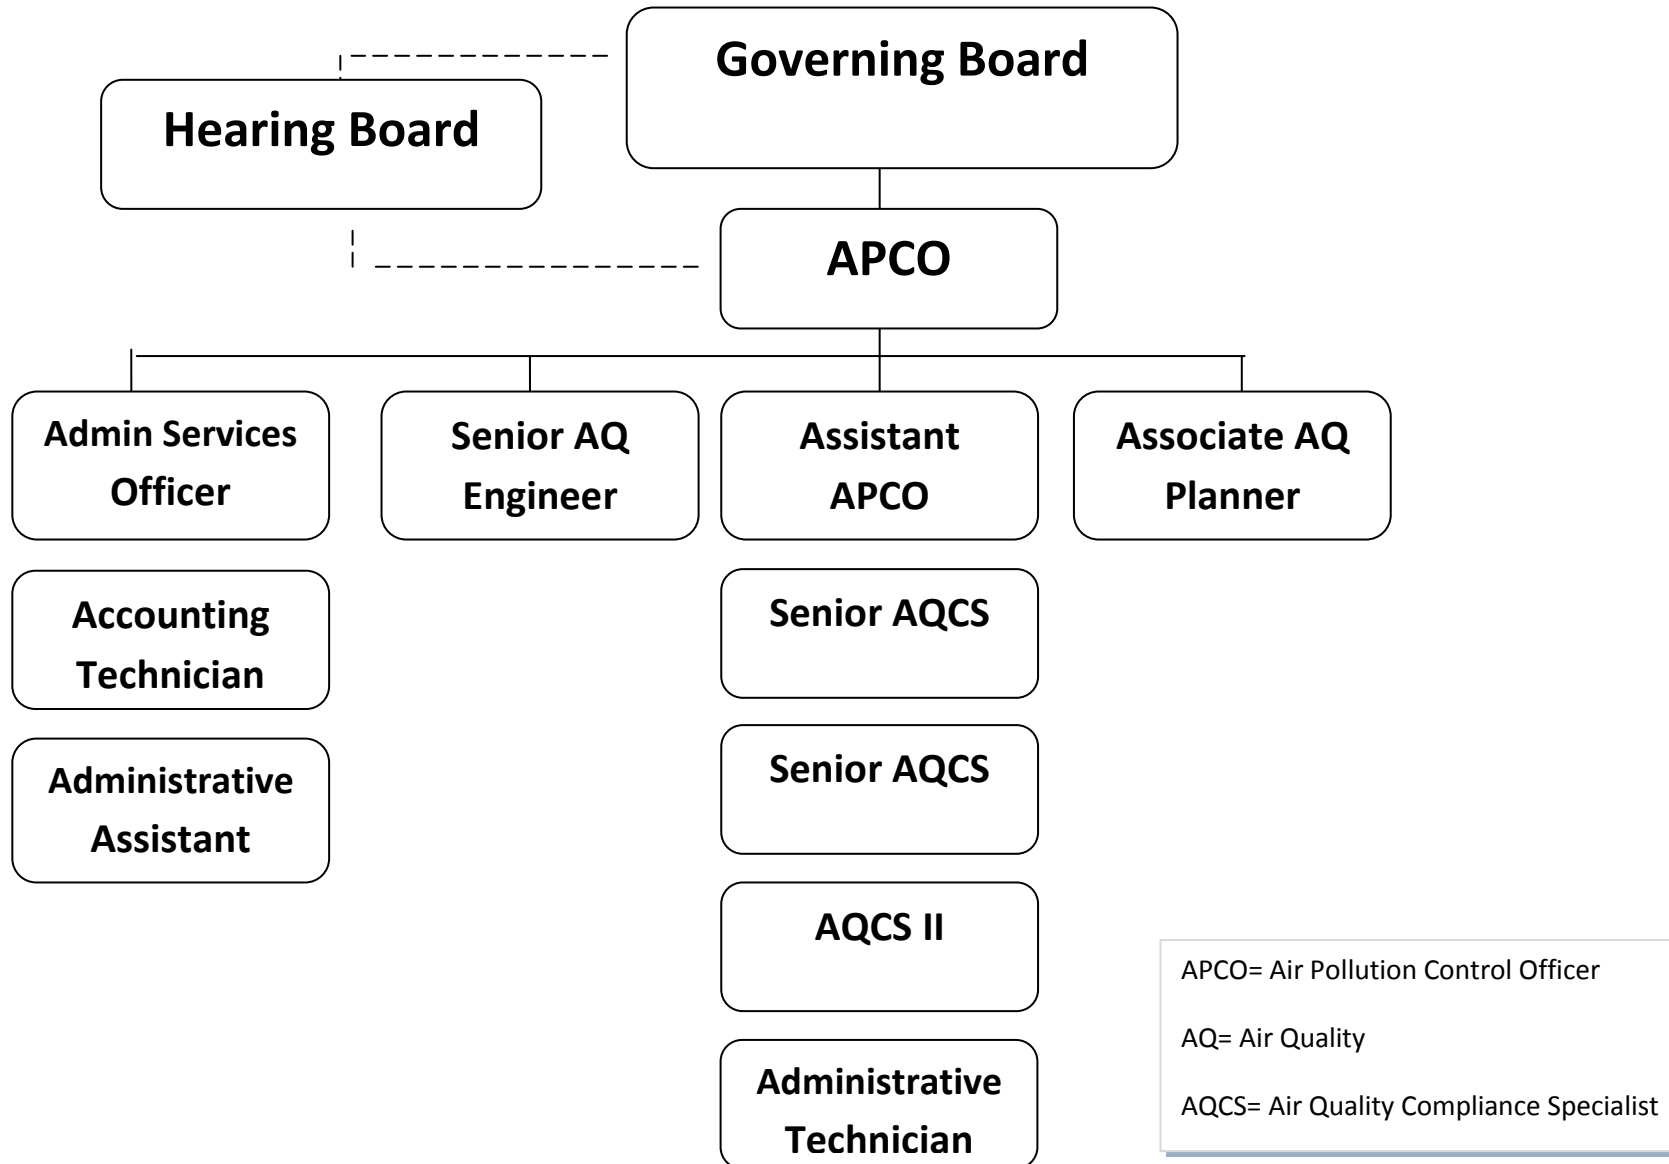 Governing Board
Hearing Board
APCO
Admin Services
Officer
Senior AQ
Engineer
Assistant
APCO
Associate AQ
Planner
Accounting
Technician
Senior AQCS
Administrative
Assistant
Senior AQCS
AQCS II
Administrative
Technician
APCO= Air Pollution Control Officer
AQ= Air Quality
AQCS= Air Quality Compliance Specialist